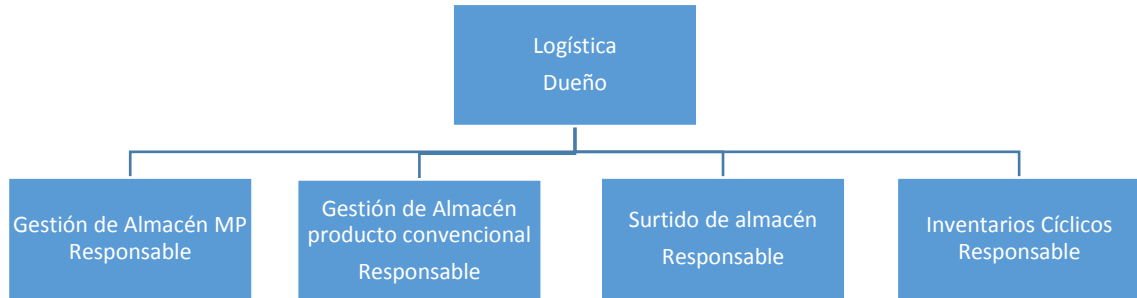 Logística
Dueño
Gestión de Almacén MP
Responsable
Gestión de Almacén
producto convencional
Responsable
Surtido de almacén
Responsable
Inventarios Cíclicos
Responsable